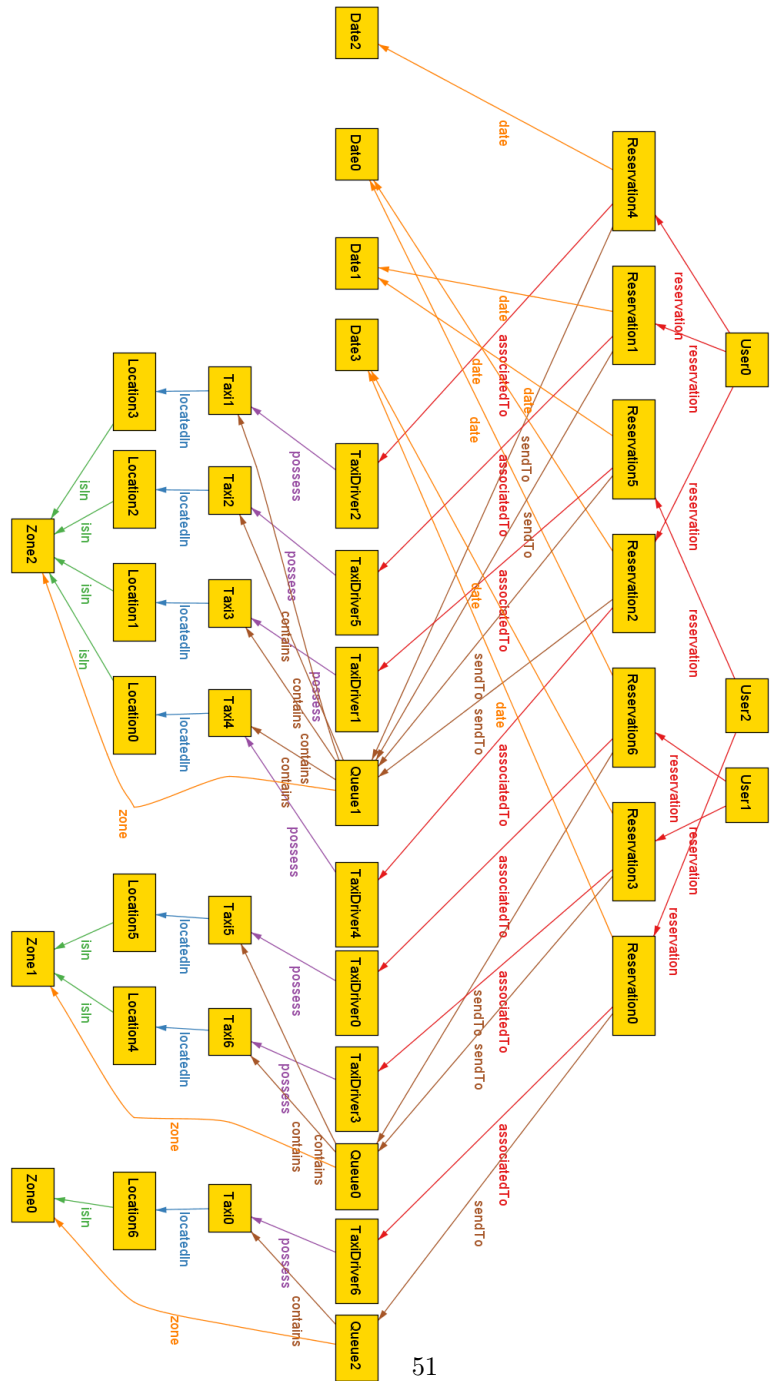 User0
User2
User1
reservation
reservation
reservation
reservation
reservation
reservation
reservation
Reservation4
Reservation1
Reservation5
Reservation2
Reservation6
Reservation3
Reservation0
date
date
date
date
date
date
date
associatedTo
associatedTo
associatedTo
associatedTo
associatedTo
associatedTo
associatedTo
sendTo
sendTo
sendTo
sendTo
sendTo
sendTo
sendTo
Date2
Date0
Date1
Date3
TaxiDriver2
TaxiDriver5
TaxiDriver1
Queue1
TaxiDriver4
TaxiDriver0
TaxiDriver3
Queue0
TaxiDriver6
Queue2
possess
possess
possess
possess
possess
possess
possess
contains
contains
contains
contains
contains
contains
contains
Taxi1
Taxi2
Taxi3
Taxi4
Taxi5
Taxi6
Taxi0
locatedIn
locatedIn
locatedIn
locatedIn
locatedIn
locatedIn
locatedIn
zone
zone
zone
Location3
Location2
Location1
Location0
Location5
Location4
Location6
isIn
isIn
isIn
isIn
isIn
isIn
isIn
Zone2
Zone1
Zone0
51